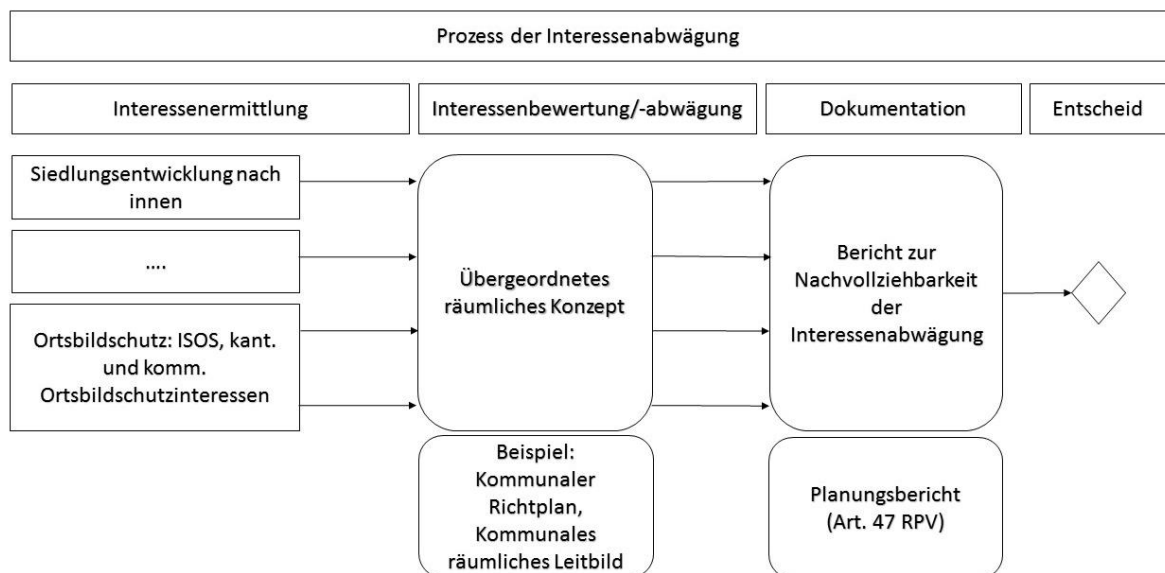 Prozess der Interessenabwägung
Interessenermittlung
Interessenbewertung/-abwägung
Dokumentation
Entscheid
Siedlungsentwicklung nach
innen
....
Ortsbildschutz: ISOS, kant.
und komm.
Ortsbildschutzinteressen
Übergeordnetes
räumliches Konzept
Bericht zur
Nachvollziehbarkeit
der
Interessenabwägung
Beispiel:
Kommunaler
Richtplan,
Kommunales
räumliches Leitbild
Planungsbericht
(Art. 47 RPV)